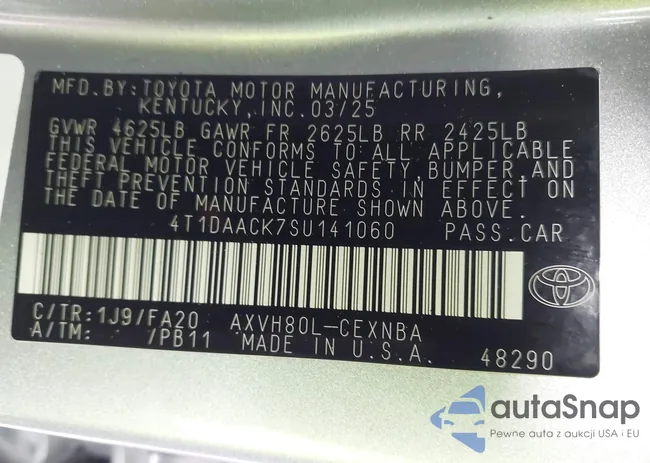 MFD.BY:TOYOTA MOTOR MANUFACTURING,
KENTUCKY,INC.03/25
GVWR 4625LB GAWR FR 2625LB RR 2425LB
THIS VEHICLE CONFORMS TO ALL APPLICABLE
FEDERAL MOTOR VEHICLE SAFETY,BUMPER,AND
THEFT PREVENTION STANDARDS IN EFFECT ON
THE DATE OF MANUFACTURE SHOWN ABOVE.
4T1DAACK7SU141060 PASS.CAR
C/TR:1J9/FA20 AXVH80L-CEXNBA
A/TM: /PB11 MADE IN U.S.A. 48290
autaSnap
Pewne auta z aukcji USA i EU